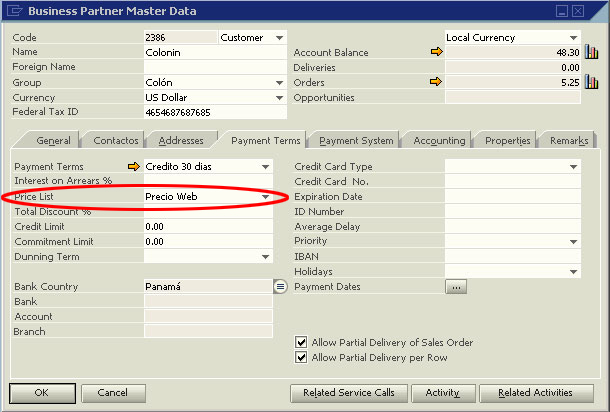 Business Partner Master Data
Code 2386 Customer Local Currency
Name Colonin Account Balance 48.30
Foreign Name Deliveries 0.00
Group Colón Orders 5.25
Currency US Dollar Opportunities
Federal Tax ID 4654687687685
General Contactos Addresses Payment Terms Payment System Accounting Properties Remarks
Payment Terms Credito 30 dias Credit Card Type
Interest on Arrears % Credit Card No.
Price List Precio Web Expiration Date
Total Discount % ID Number
Credit Limit 0.00 Average Delay
Commitment Limit 0.00 Priority
Dunning Term IBAN
Holidays
Bank Country Panamá Payment Dates ...
Bank
Account
Branch
Allow Partial Delivery of Sales Order
Allow Partial Delivery per Row
OK Cancel Related Service Calls Activity Related Activities